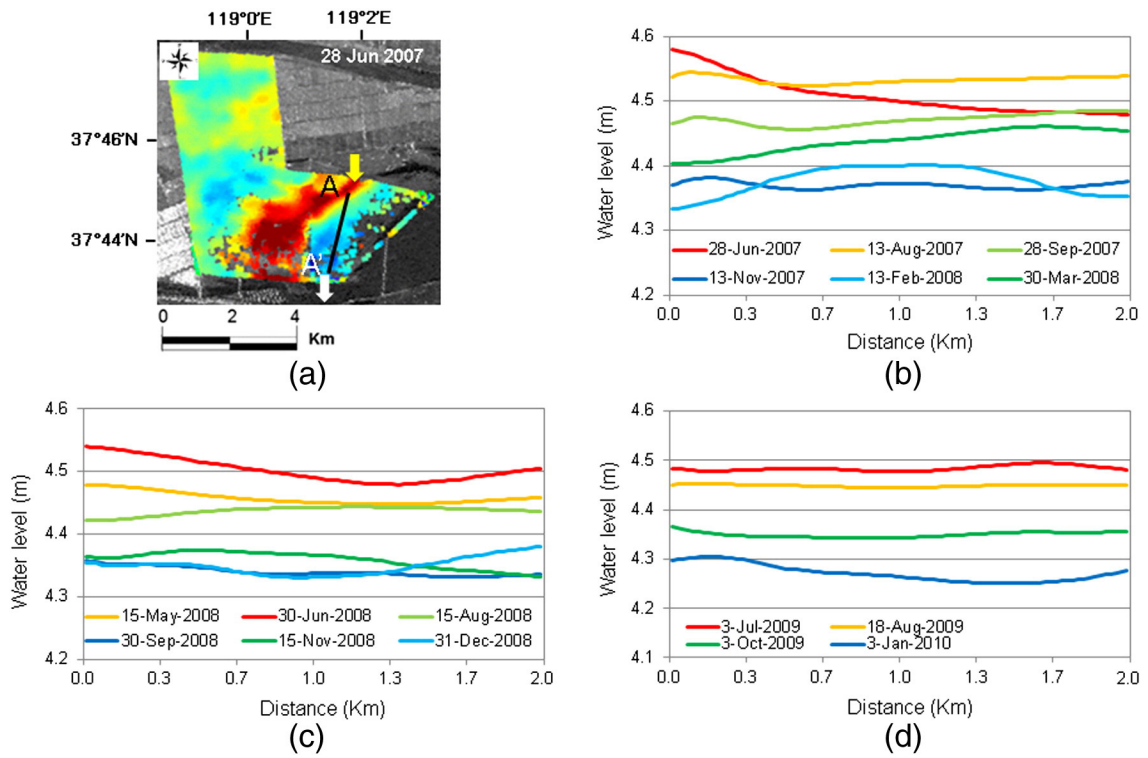 119°0'E 119°2'E
28 Jun 2007
37°46'N
37°44'N
A
A'
0 2 4
Km
(a)
4.6
4.5
4.4
4.3
4.2
Water level (m)
28-Jun-2007 13-Aug-2007 28-Sep-2007
13-Nov-2007 13-Feb-2008 30-Mar-2008
0.0 0.3 0.7 1.0 1.3 1.7 2.0
Distance (Km)
(b)
4.6
4.5
4.4
4.3
4.2
Water level (m)
15-May-2008 30-Jun-2008 15-Aug-2008
30-Sep-2008 15-Nov-2008 31-Dec-2008
0.0 0.3 0.7 1.0 1.3 1.7 2.0
Distance (Km)
(c)
4.6
4.5
4.4
4.3
4.2
4.1
Water level (m)
3-Jul-2009 18-Aug-2009
3-Oct-2009 3-Jan-2010
0.0 0.3 0.7 1.0 1.3 1.7 2.0
Distance (Km)
(d)